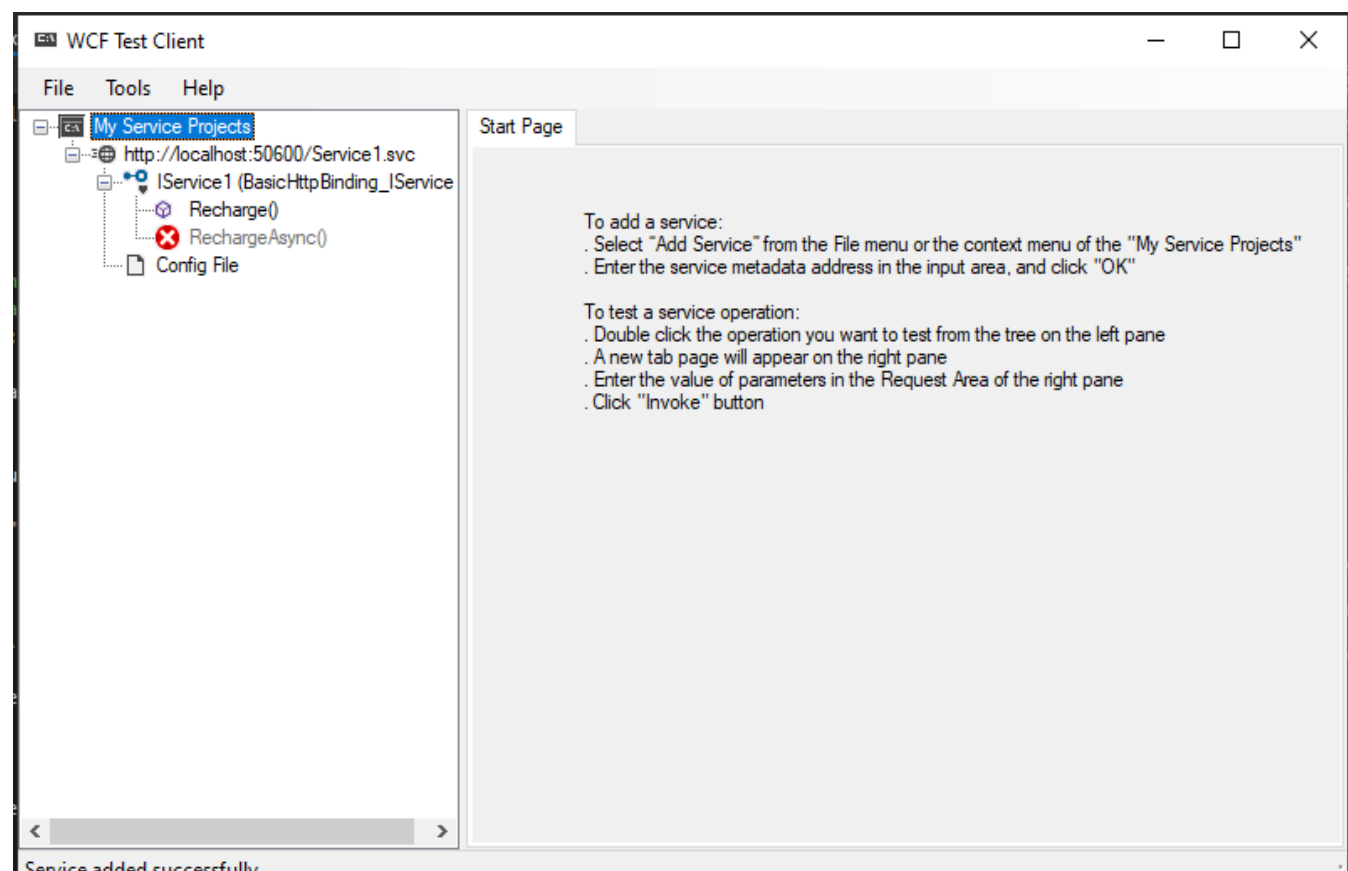 WCF Test Client
File Tools Help
My Service Projects
http://localhost:50600/Service1.svc
IService1 (BasicHttpBinding_IService
Recharge()
RechargeAsync()
Config File
Start Page
To add a service:
. Select "Add Service" from the File menu or the context menu of the "My Service Projects"
. Enter the service metadata address in the input area, and click "OK"
To test a service operation:
. Double click the operation you want to test from the tree on the left pane
. A new tab page will appear on the right pane
. Enter the value of parameters in the Request Area of the right pane
. Click "Invoke" button
Service added successfully